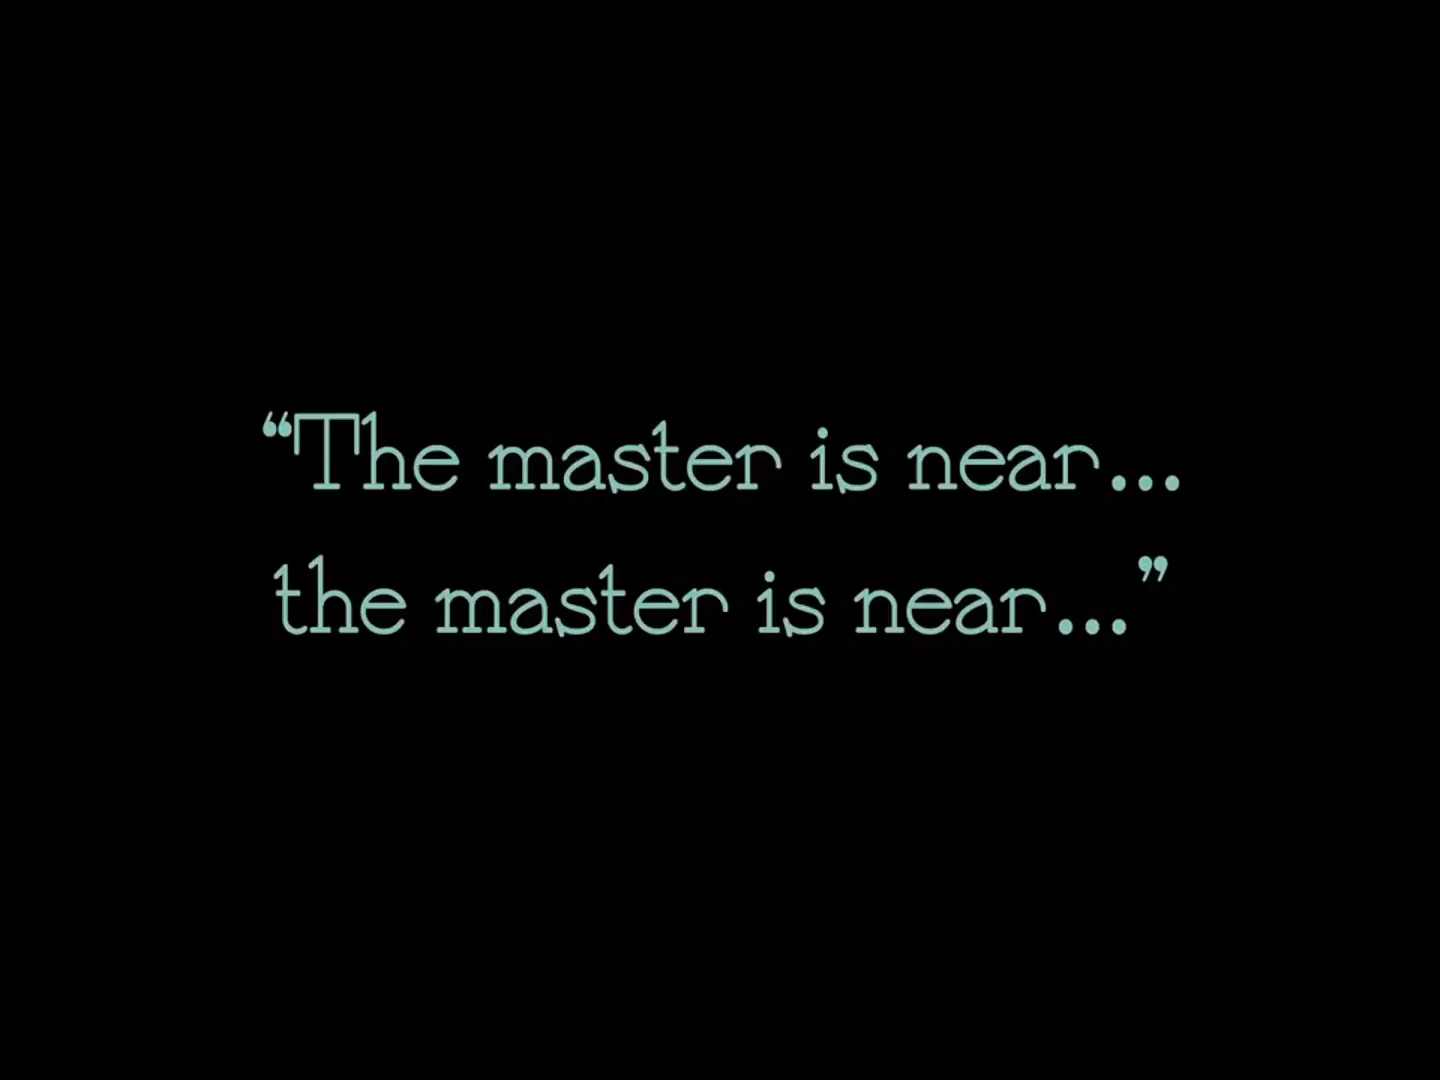 “The master is near...
the master is near...”